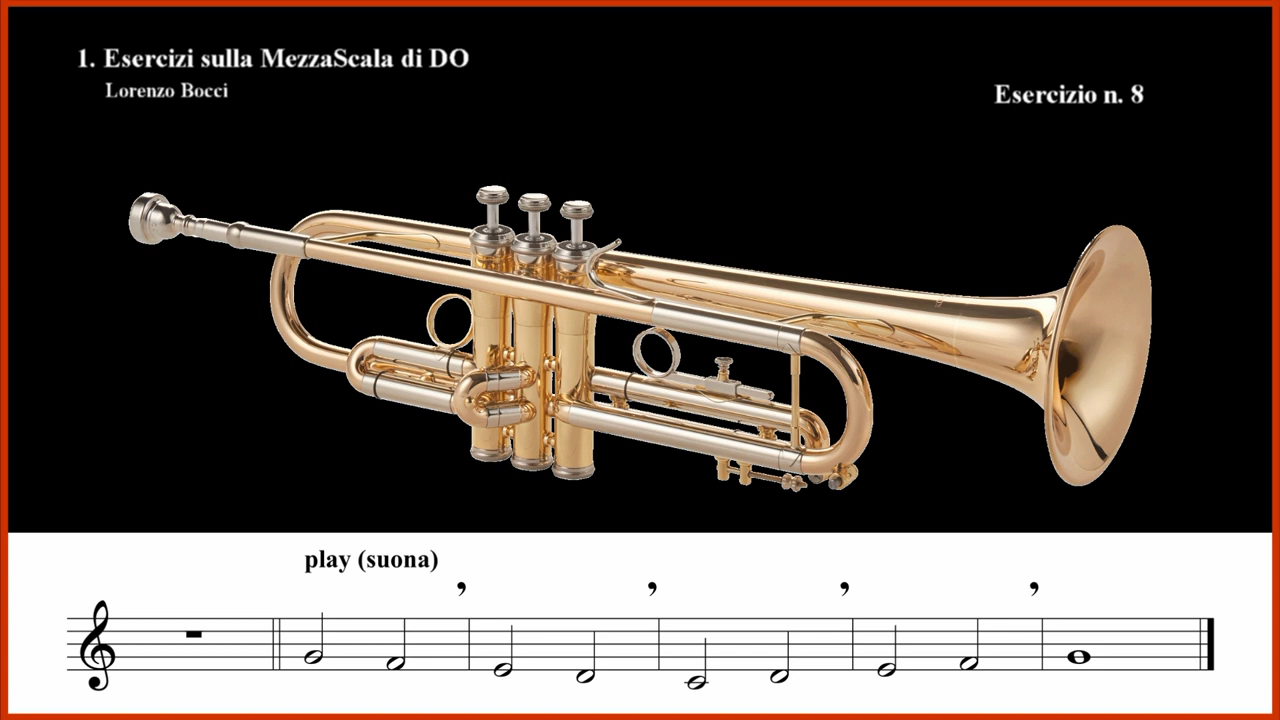 1. Esercizi sulla MezzaScala di DO
Lorenzo Bocci
Esercizio n. 8
play (suona)